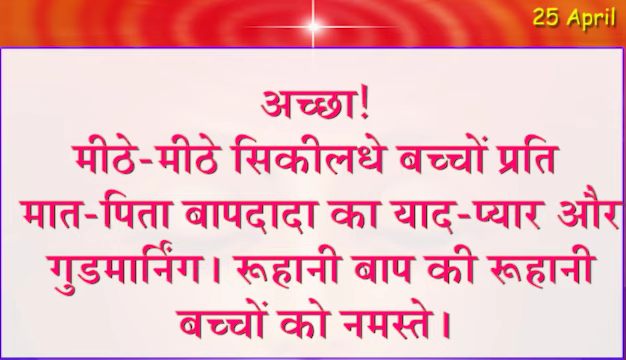 25 April
अच्छा!
मीठे-मीठे सिकीलधे बच्चों प्रति
मात-पिता बापदादा का याद-प्यार और
गुडमार्निंग। रूहानी बाप की रूहानी
बच्चों को नमस्ते।